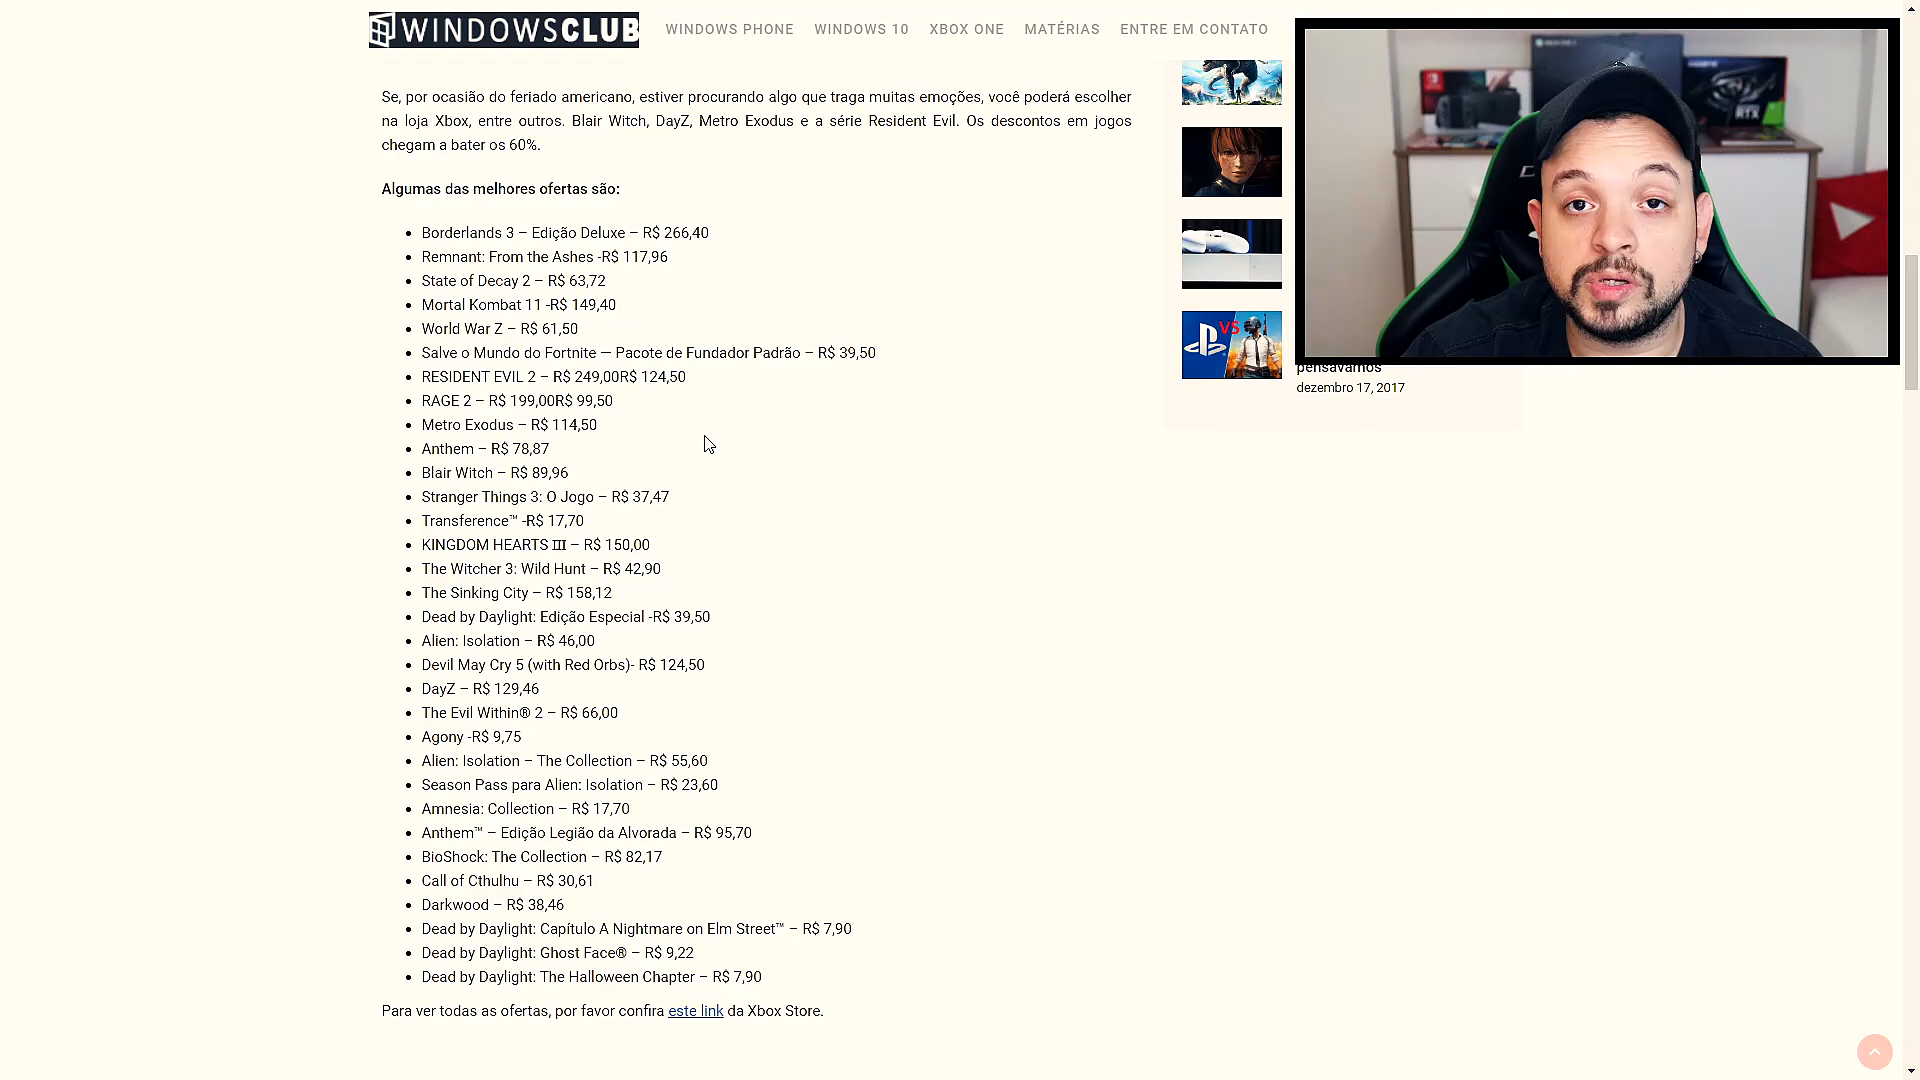 WINDOWSCLUB
WINDOWS PHONE WINDOWS 10 XBOX ONE MATÉRIAS ENTRE EM CONTATO
Se, por ocasião do feriado americano, estiver procurando algo que traga muitas emoções, você poderá escolher
na loja Xbox, entre outros. Blair Witch, DayZ, Metro Exodus e a série Resident Evil. Os descontos em jogos
chegam a bater os 60%.
Algumas das melhores ofertas são:
Borderlands 3 – Edição Deluxe – R$ 266,40
Remnant: From the Ashes -R$ 117,96
State of Decay 2 – R$ 63,72
Mortal Kombat 11 -R$ 149,40
World War Z – R$ 61,50
Salve o Mundo do Fortnite — Pacote de Fundador Padrão – R$ 39,50
RESIDENT EVIL 2 – R$ 249,00R$ 124,50
RAGE 2 – R$ 199,00R$ 99,50
Metro Exodus – R$ 114,50
Anthem – R$ 78,87
Blair Witch – R$ 89,96
Stranger Things 3: O Jogo – R$ 37,47
Transference™ -R$ 17,70
KINGDOM HEARTS Ⅲ – R$ 150,00
The Witcher 3: Wild Hunt – R$ 42,90
The Sinking City – R$ 158,12
Dead by Daylight: Edição Especial -R$ 39,50
Alien: Isolation – R$ 46,00
Devil May Cry 5 (with Red Orbs)- R$ 124,50
DayZ – R$ 129,46
The Evil Within® 2 – R$ 66,00
Agony -R$ 9,75
Alien: Isolation – The Collection – R$ 55,60
Season Pass para Alien: Isolation – R$ 23,60
Amnesia: Collection – R$ 17,70
Anthem™ – Edição Legião da Alvorada – R$ 95,70
BioShock: The Collection – R$ 82,17
Call of Cthulhu – R$ 30,61
Darkwood – R$ 38,46
Dead by Daylight: Capítulo A Nightmare on Elm Street™ – R$ 7,90
Dead by Daylight: Ghost Face® – R$ 9,22
Dead by Daylight: The Halloween Chapter – R$ 7,90
Para ver todas as ofertas, por favor confira este link da Xbox Store.
VS
pensávamos
dezembro 17, 2017
RTX